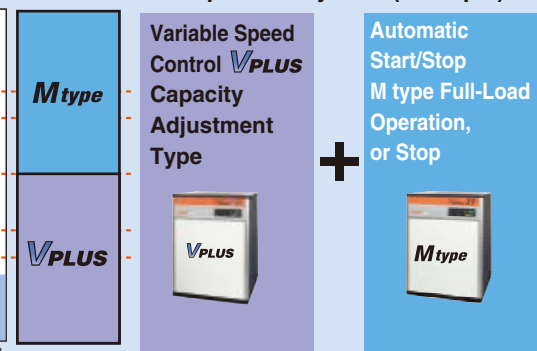 M type
VPLUS
Variable Speed
Control VPLUS
Capacity
Adjustment
Type
VPLUS
+
Automatic
Start/Stop
M type Full-Load
Operation,
or Stop
M type